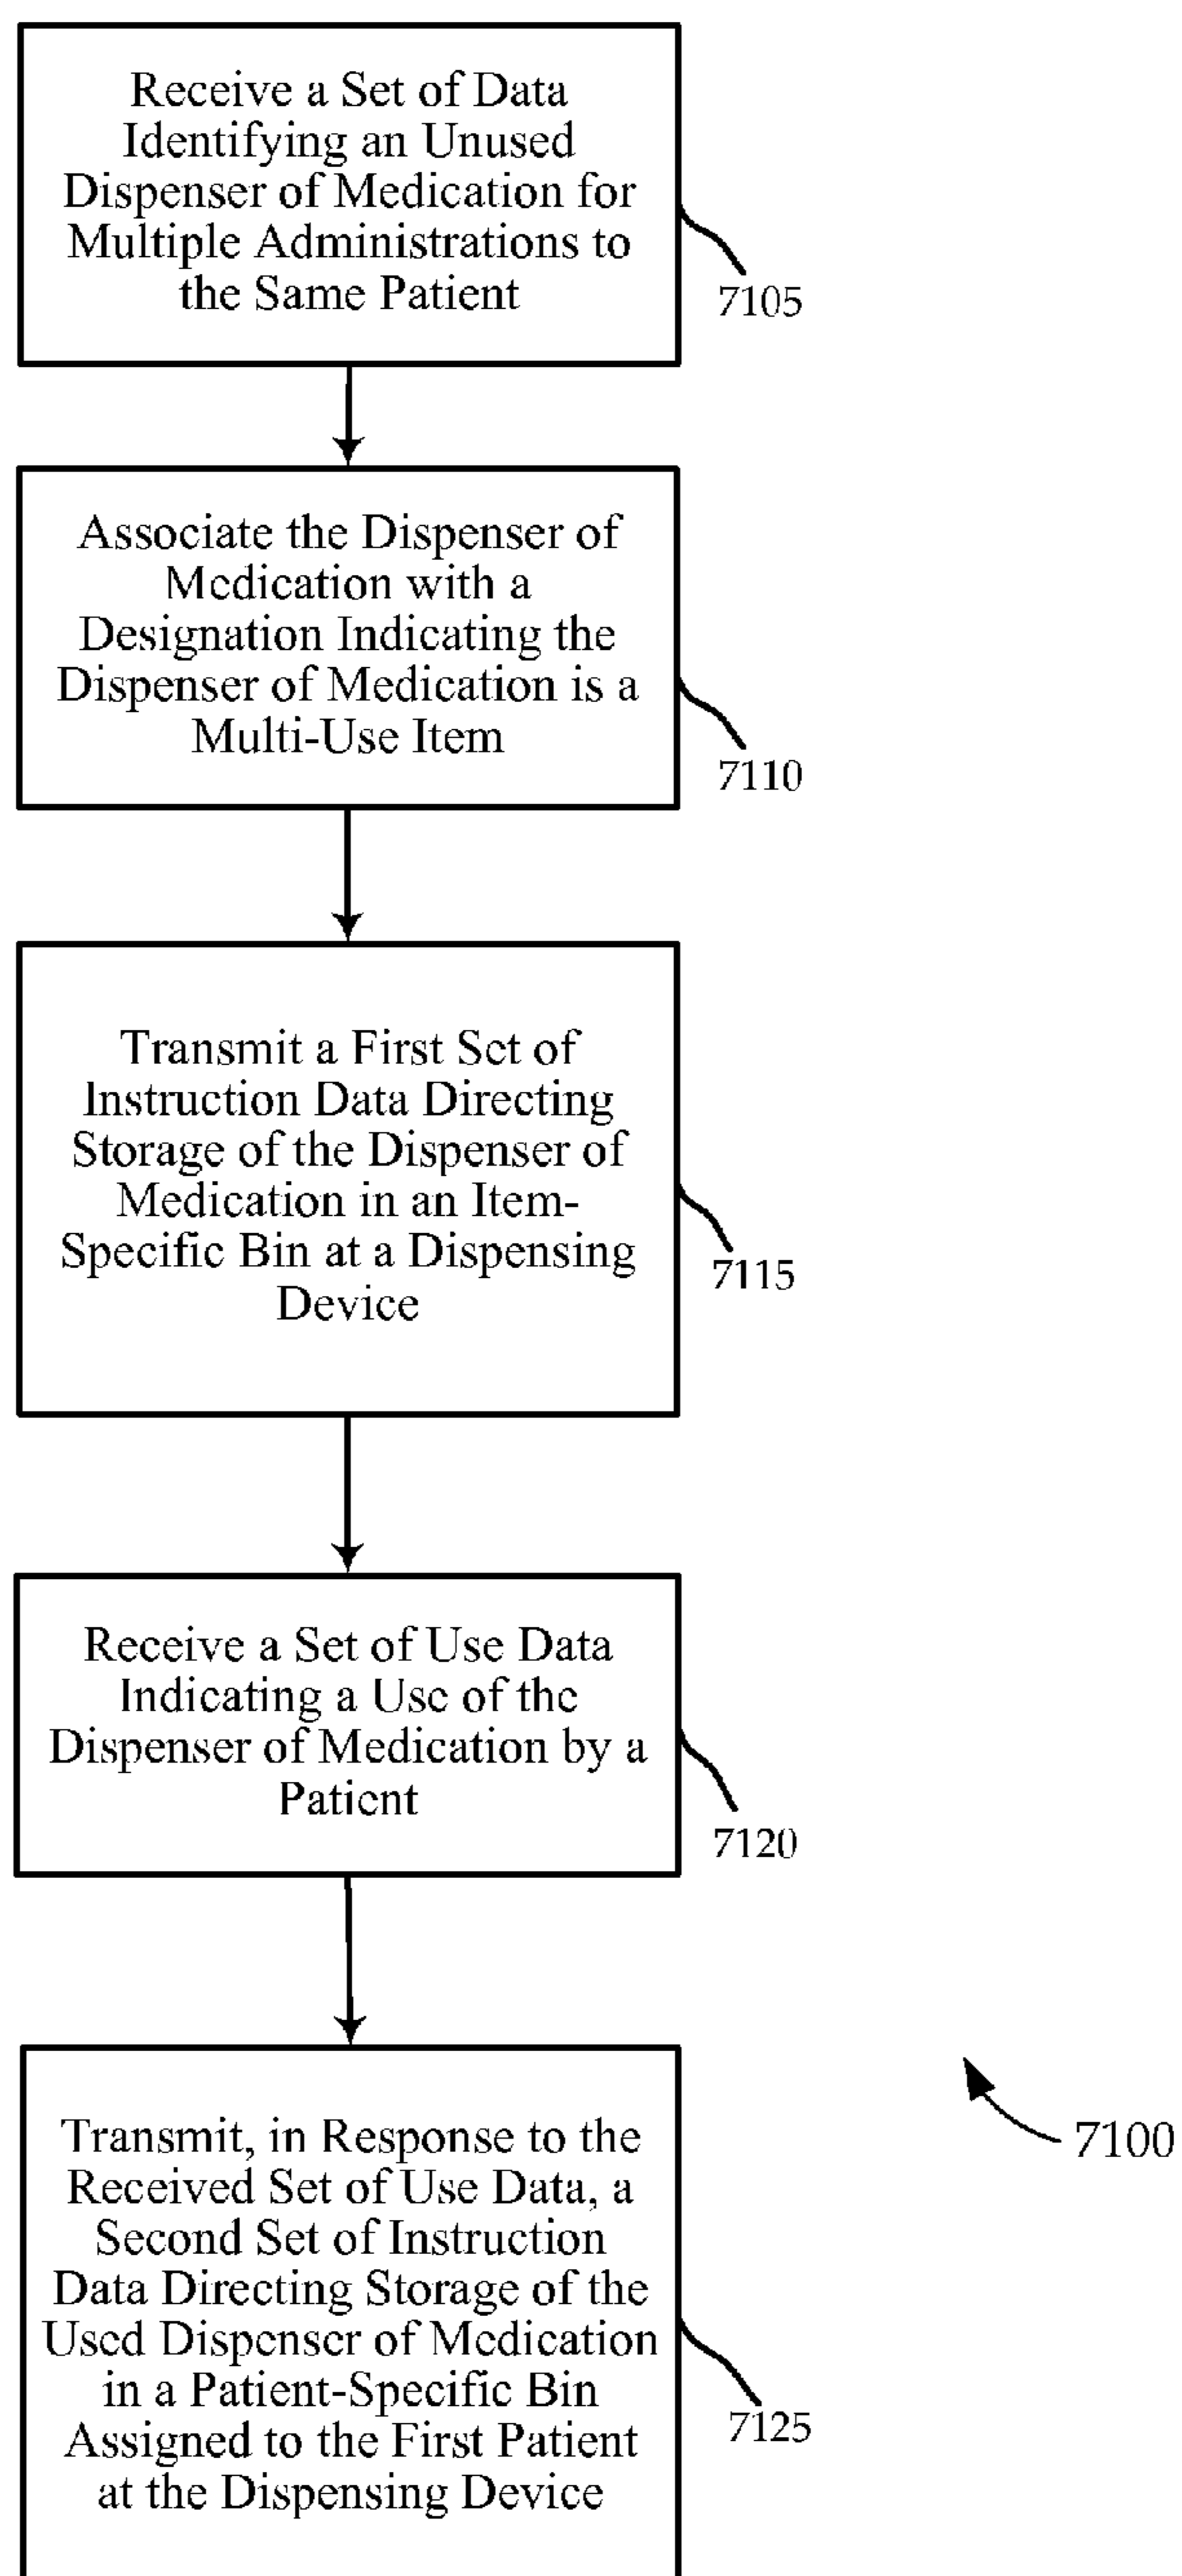 Receive a Set of Data
Identifying an Unused
Dispenser of Medication for
Multiple Administrations to
the Same Patient
7105
Associate the Dispenser of
Medication with a
Designation Indicating the
Dispenser of Medication is a
Multi-Use Item
7110
Transmit a First Set of
Instruction Data Directing
Storage of the Dispenser of
Medication in an Item-
Specific Bin at a Dispensing
Device
7115
Receive a Set of Use Data
Indicating a Use of the
Dispenser of Medication by a
Patient
7120
Transmit, in Response to the
Received Set of Use Data, a
Second Set of Instruction
Data Directing Storage of the
Used Dispenser of Medication
in a Patient-Specific Bin
Assigned to the First Patient
at the Dispensing Device
7125
7100